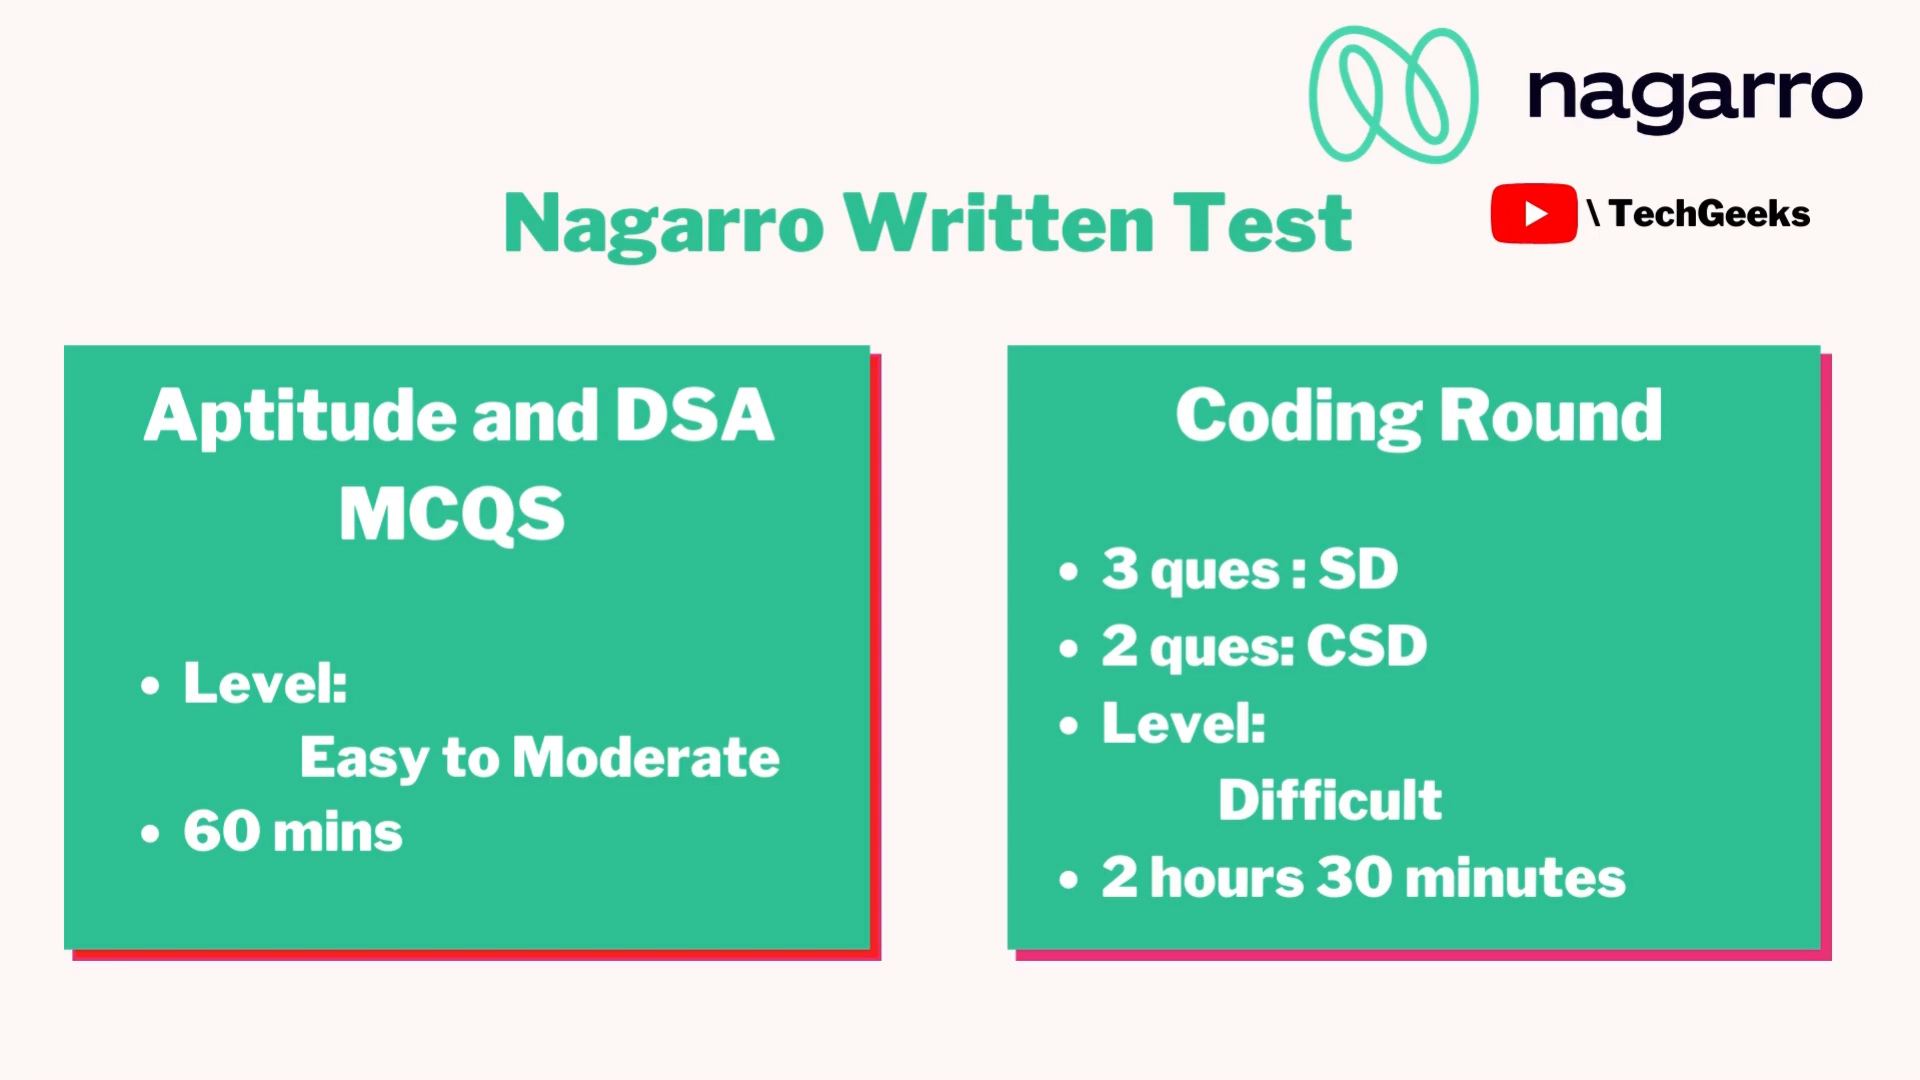 nagarro
Nagarro Written Test
\ TechGeeks
Aptitude and DSA
MCQS
• Level:
Easy to Moderate
• 60 mins
Coding Round
• 3 ques : SD
• 2 ques: CSD
• Level:
Difficult
• 2 hours 30 minutes